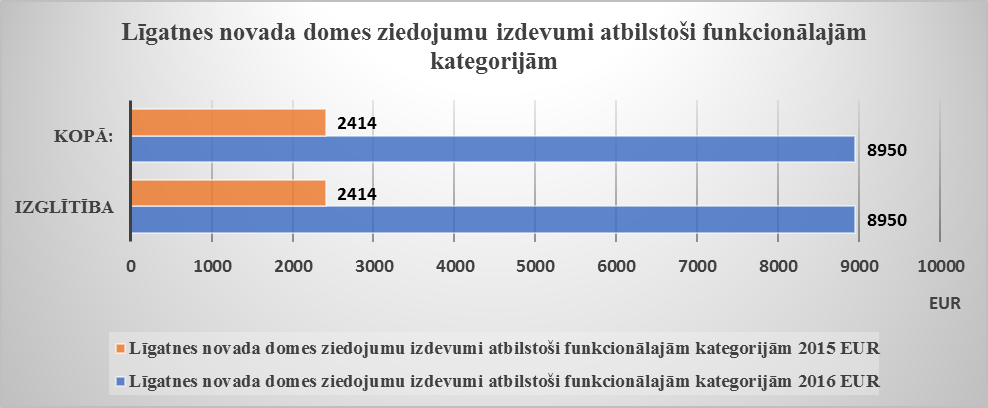 Līgatnes novada domes ziedojumu izdevumi atbilstoši funkcionālajām
kategorijām
KOPĀ:
2414
8950
IZGLĪTĪBA
2414
8950
0 1000 2000 3000 4000 5000 6000 7000 8000 9000 10000
EUR
Līgatnes novada domes ziedojumu izdevumi atbilstoši funkcionālajām kategorijām 2015 EUR
Līgatnes novada domes ziedojumu izdevumi atbilstoši funkcionālajām kategorijām 2016 EUR